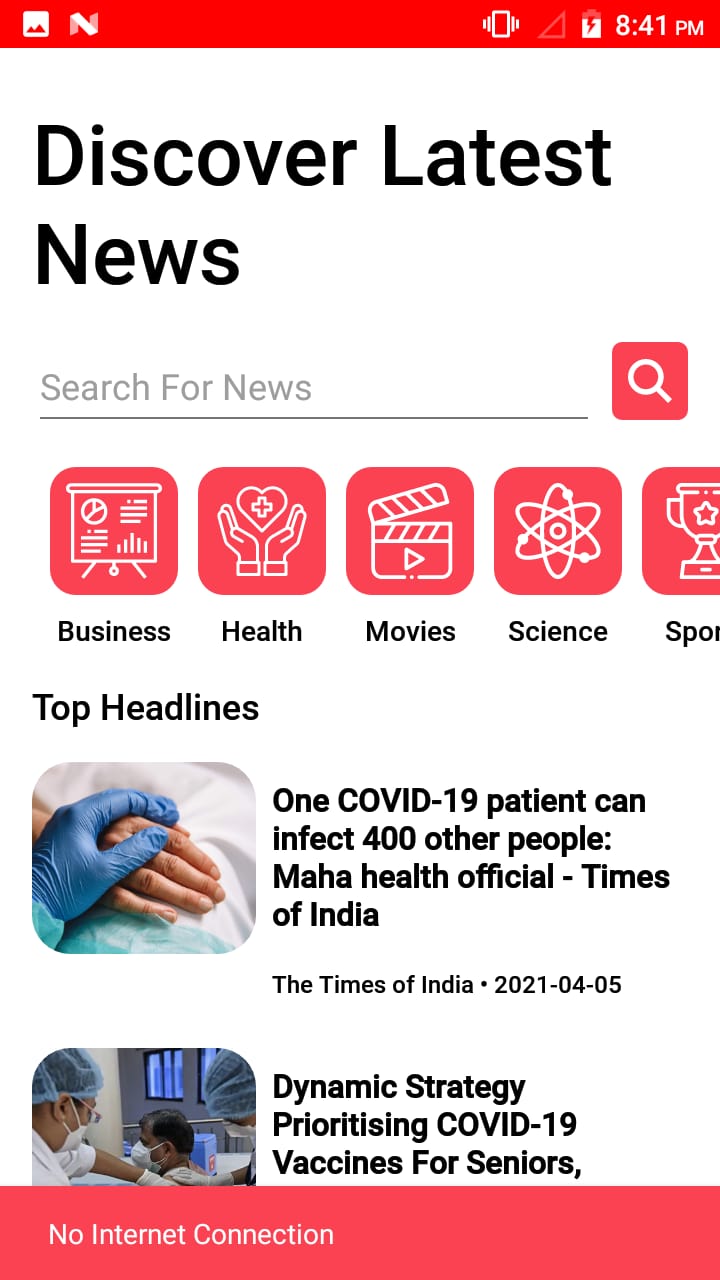 8:41 PM
Discover Latest
News
Search For News
Business
Health
Movies
Science
Spor
Top Headlines
One COVID-19 patient can
infect 400 other people:
Maha health official - Times
of India
The Times of India • 2021-04-05
Dynamic Strategy
Prioritising COVID-19
Vaccines For Seniors,
No Internet Connection